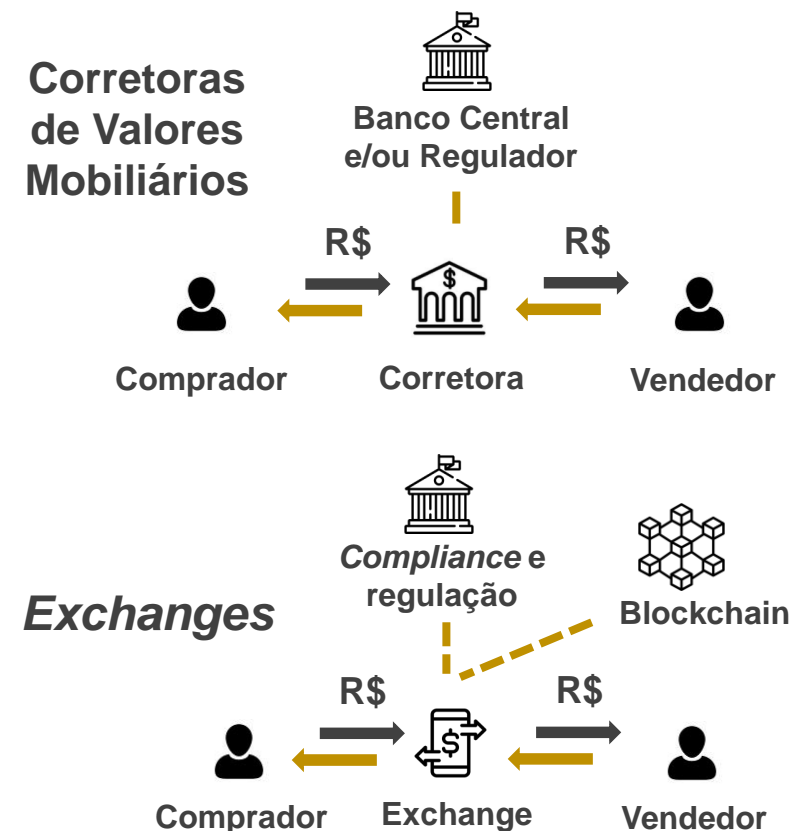 Corretoras
de Valores
Mobiliários
Banco Central
e/ou Regulador
R$
R$
$
Comprador
Corretora
Vendedor
Compliance e
regulação
Exchanges
Blockchain
R$
R$
$
Comprador
Exchange
Vendedor